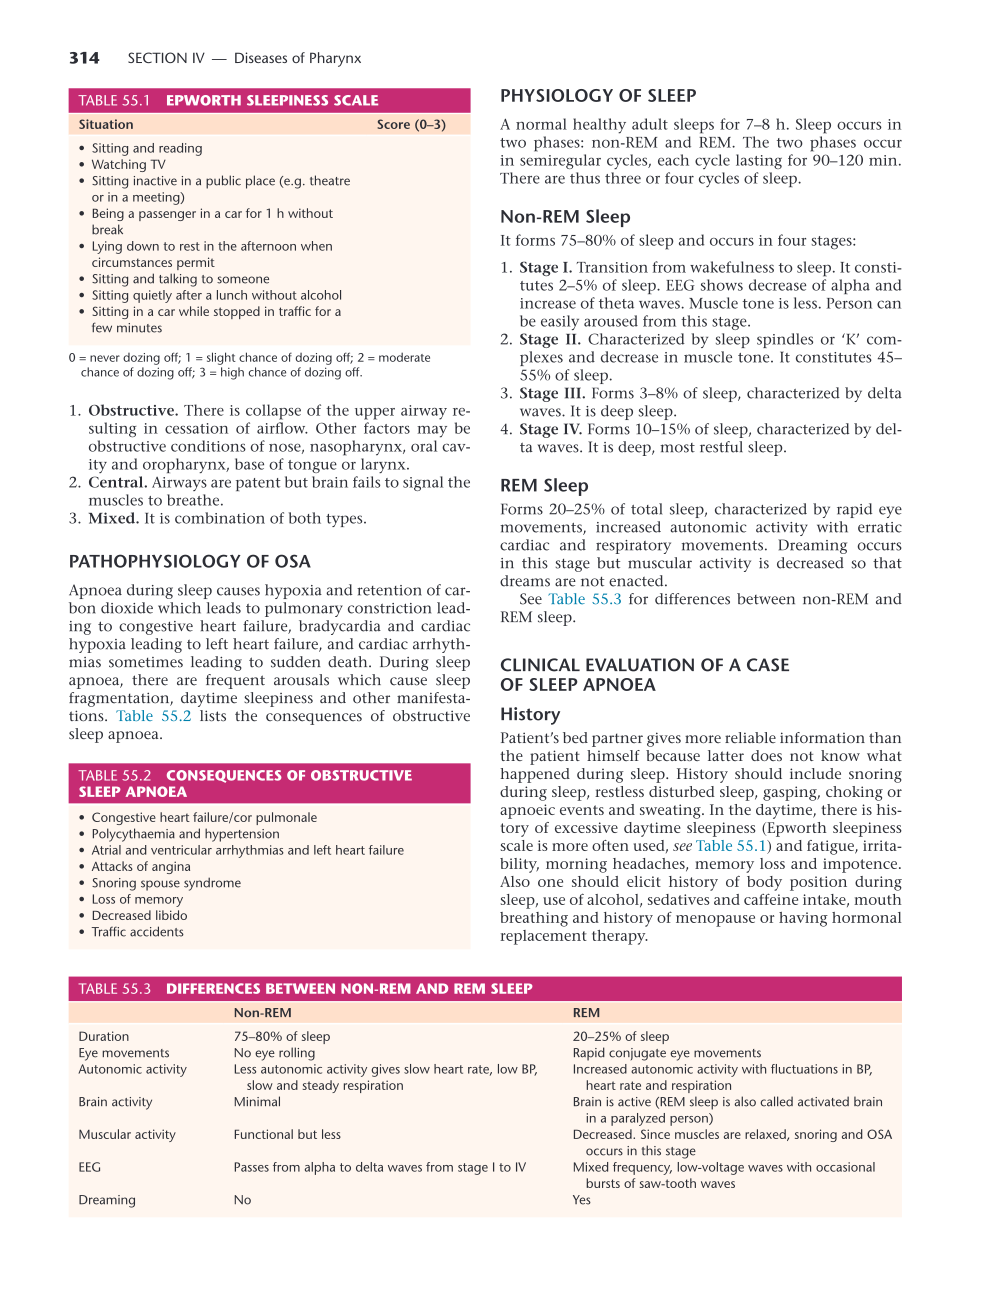 314 SECTION IV — Diseases of Pharynx
TABLE 55.1 EPWORTH SLEEPINESS SCALE
Situation Score (0–3)
• Sitting and reading
• Watching TV
• Sitting inactive in a public place (e.g. theatre
or in a meeting)
• Being a passenger in a car for 1 h without
break
• Lying down to rest in the afternoon when
circumstances permit
• Sitting and talking to someone
• Sitting quietly after a lunch without alcohol
• Sitting in a car while stopped in traffic for a
few minutes
0 = never dozing off; 1 = slight chance of dozing off; 2 = moderate
chance of dozing off; 3 = high chance of dozing off.
1. Obstructive. There is collapse of the upper airway re-
sulting in cessation of airflow. Other factors may be
obstructive conditions of nose, nasopharynx, oral cav-
ity and oropharynx, base of tongue or larynx.
2. Central. Airways are patent but brain fails to signal the
muscles to breathe.
3. Mixed. It is combination of both types.
PATHOPHYSIOLOGY OF OSA
Apnoea during sleep causes hypoxia and retention of car-
bon dioxide which leads to pulmonary constriction lead-
ing to congestive heart failure, bradycardia and cardiac
hypoxia leading to left heart failure, and cardiac arrhyth-
mias sometimes leading to sudden death. During sleep
apnoea, there are frequent arousals which cause sleep
fragmentation, daytime sleepiness and other manifesta-
tions. Table 55.2 lists the consequences of obstructive
sleep apnoea.
TABLE 55.2 CONSEQUENCES OF OBSTRUCTIVE
SLEEP APNOEA
• Congestive heart failure/cor pulmonale
• Polycythaemia and hypertension
• Atrial and ventricular arrhythmias and left heart failure
• Attacks of angina
• Snoring spouse syndrome
• Loss of memory
• Decreased libido
• Traffic accidents
PHYSIOLOGY OF SLEEP
A normal healthy adult sleeps for 7–8 h. Sleep occurs in
two phases: non-REM and REM. The two phases occur
in semiregular cycles, each cycle lasting for 90–120 min.
There are thus three or four cycles of sleep.
Non-REM Sleep
It forms 75–80% of sleep and occurs in four stages:
1. Stage I. Transition from wakefulness to sleep. It consti-
tutes 2–5% of sleep. EEG shows decrease of alpha and
increase of theta waves. Muscle tone is less. Person can
be easily aroused from this stage.
2. Stage II. Characterized by sleep spindles or ‘K’ com-
plexes and decrease in muscle tone. It constitutes 45–
55% of sleep.
3. Stage III. Forms 3–8% of sleep, characterized by delta
waves. It is deep sleep.
4. Stage IV. Forms 10–15% of sleep, characterized by del-
ta waves. It is deep, most restful sleep.
REM Sleep
Forms 20–25% of total sleep, characterized by rapid eye
movements, increased autonomic activity with erratic
cardiac and respiratory movements. Dreaming occurs
in this stage but muscular activity is decreased so that
dreams are not enacted.
See Table 55.3 for differences between non-REM and
REM sleep.
CLINICAL EVALUATION OF A CASE
OF SLEEP APNOEA
History
Patient’s bed partner gives more reliable information than
the patient himself because latter does not know what
happened during sleep. History should include snoring
during sleep, restless disturbed sleep, gasping, choking or
apnoeic events and sweating. In the daytime, there is his-
tory of excessive daytime sleepiness (Epworth sleepiness
scale is more often used, see Table 55.1) and fatigue, irrita-
bility, morning headaches, memory loss and impotence.
Also one should elicit history of body position during
sleep, use of alcohol, sedatives and caffeine intake, mouth
breathing and history of menopause or having hormonal
replacement therapy.
TABLE 55.3 DIFFERENCES BETWEEN NON-REM AND REM SLEEP
Non-REM REM
Duration 75–80% of sleep 20–25% of sleep
Eye movements No eye rolling Rapid conjugate eye movements
Autonomic activity Less autonomic activity gives slow heart rate, low BP, Increased autonomic activity with fluctuations in BP,
slow and steady respiration heart rate and respiration
Brain activity Minimal Brain is active (REM sleep is also called activated brain
in a paralyzed person)
Muscular activity Functional but less Decreased. Since muscles are relaxed, snoring and OSA
occurs in this stage
EEG Passes from alpha to delta waves from stage I to IV Mixed frequency, low-voltage waves with occasional
bursts of saw-tooth waves
Dreaming No Yes